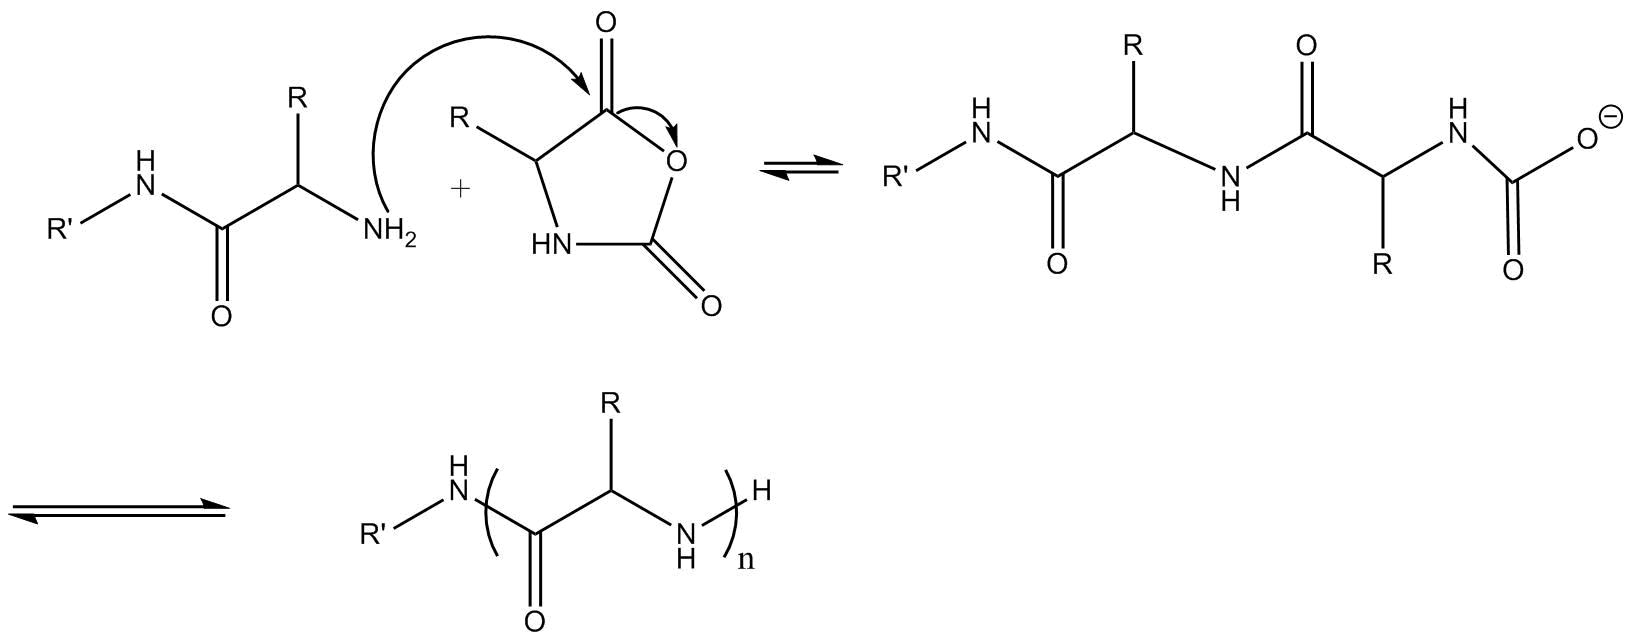 R' H N O R NH2 + R O O HN O R' H N O R N H O R H N O O ⊖
R' H N ( O R N H )n H